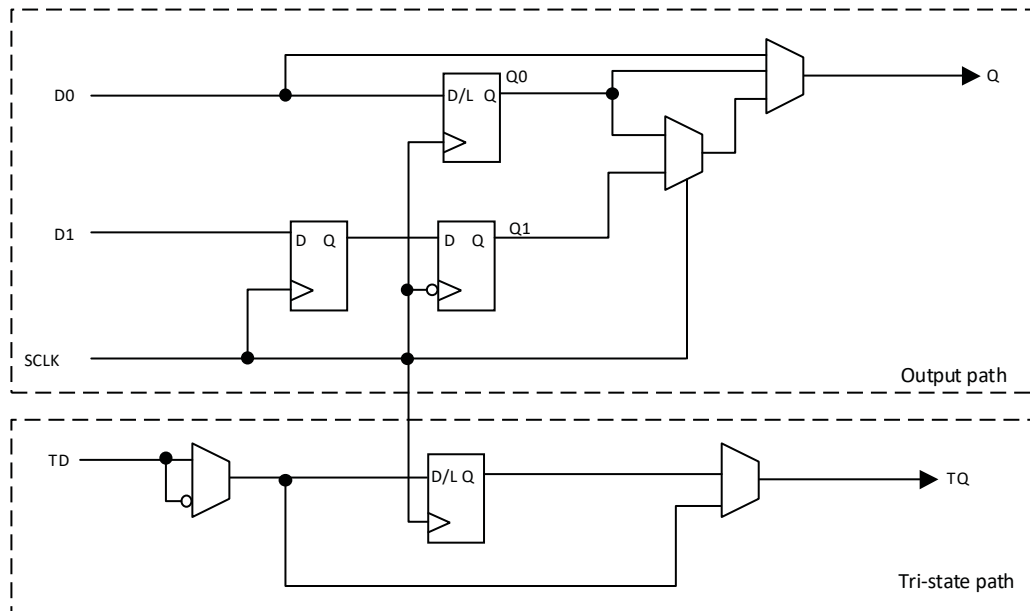 Q0
D0
D/L Q
Q
D1
D Q
D Q
Q1
SCLK
Output path
TD
D/L Q
TQ
Tri-state path